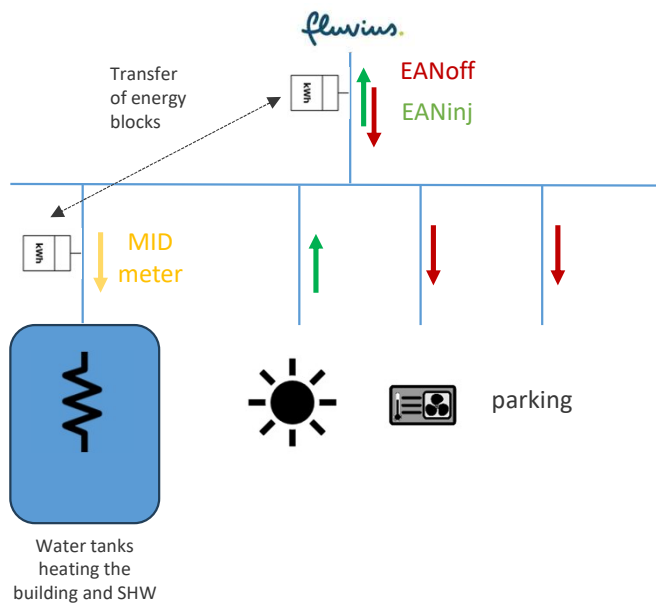 fluvius.
Transfer
of energy
blocks
kWh
EANoff
EANinj
kWh
MID
meter
parking
Water tanks
heating the
building and SHW